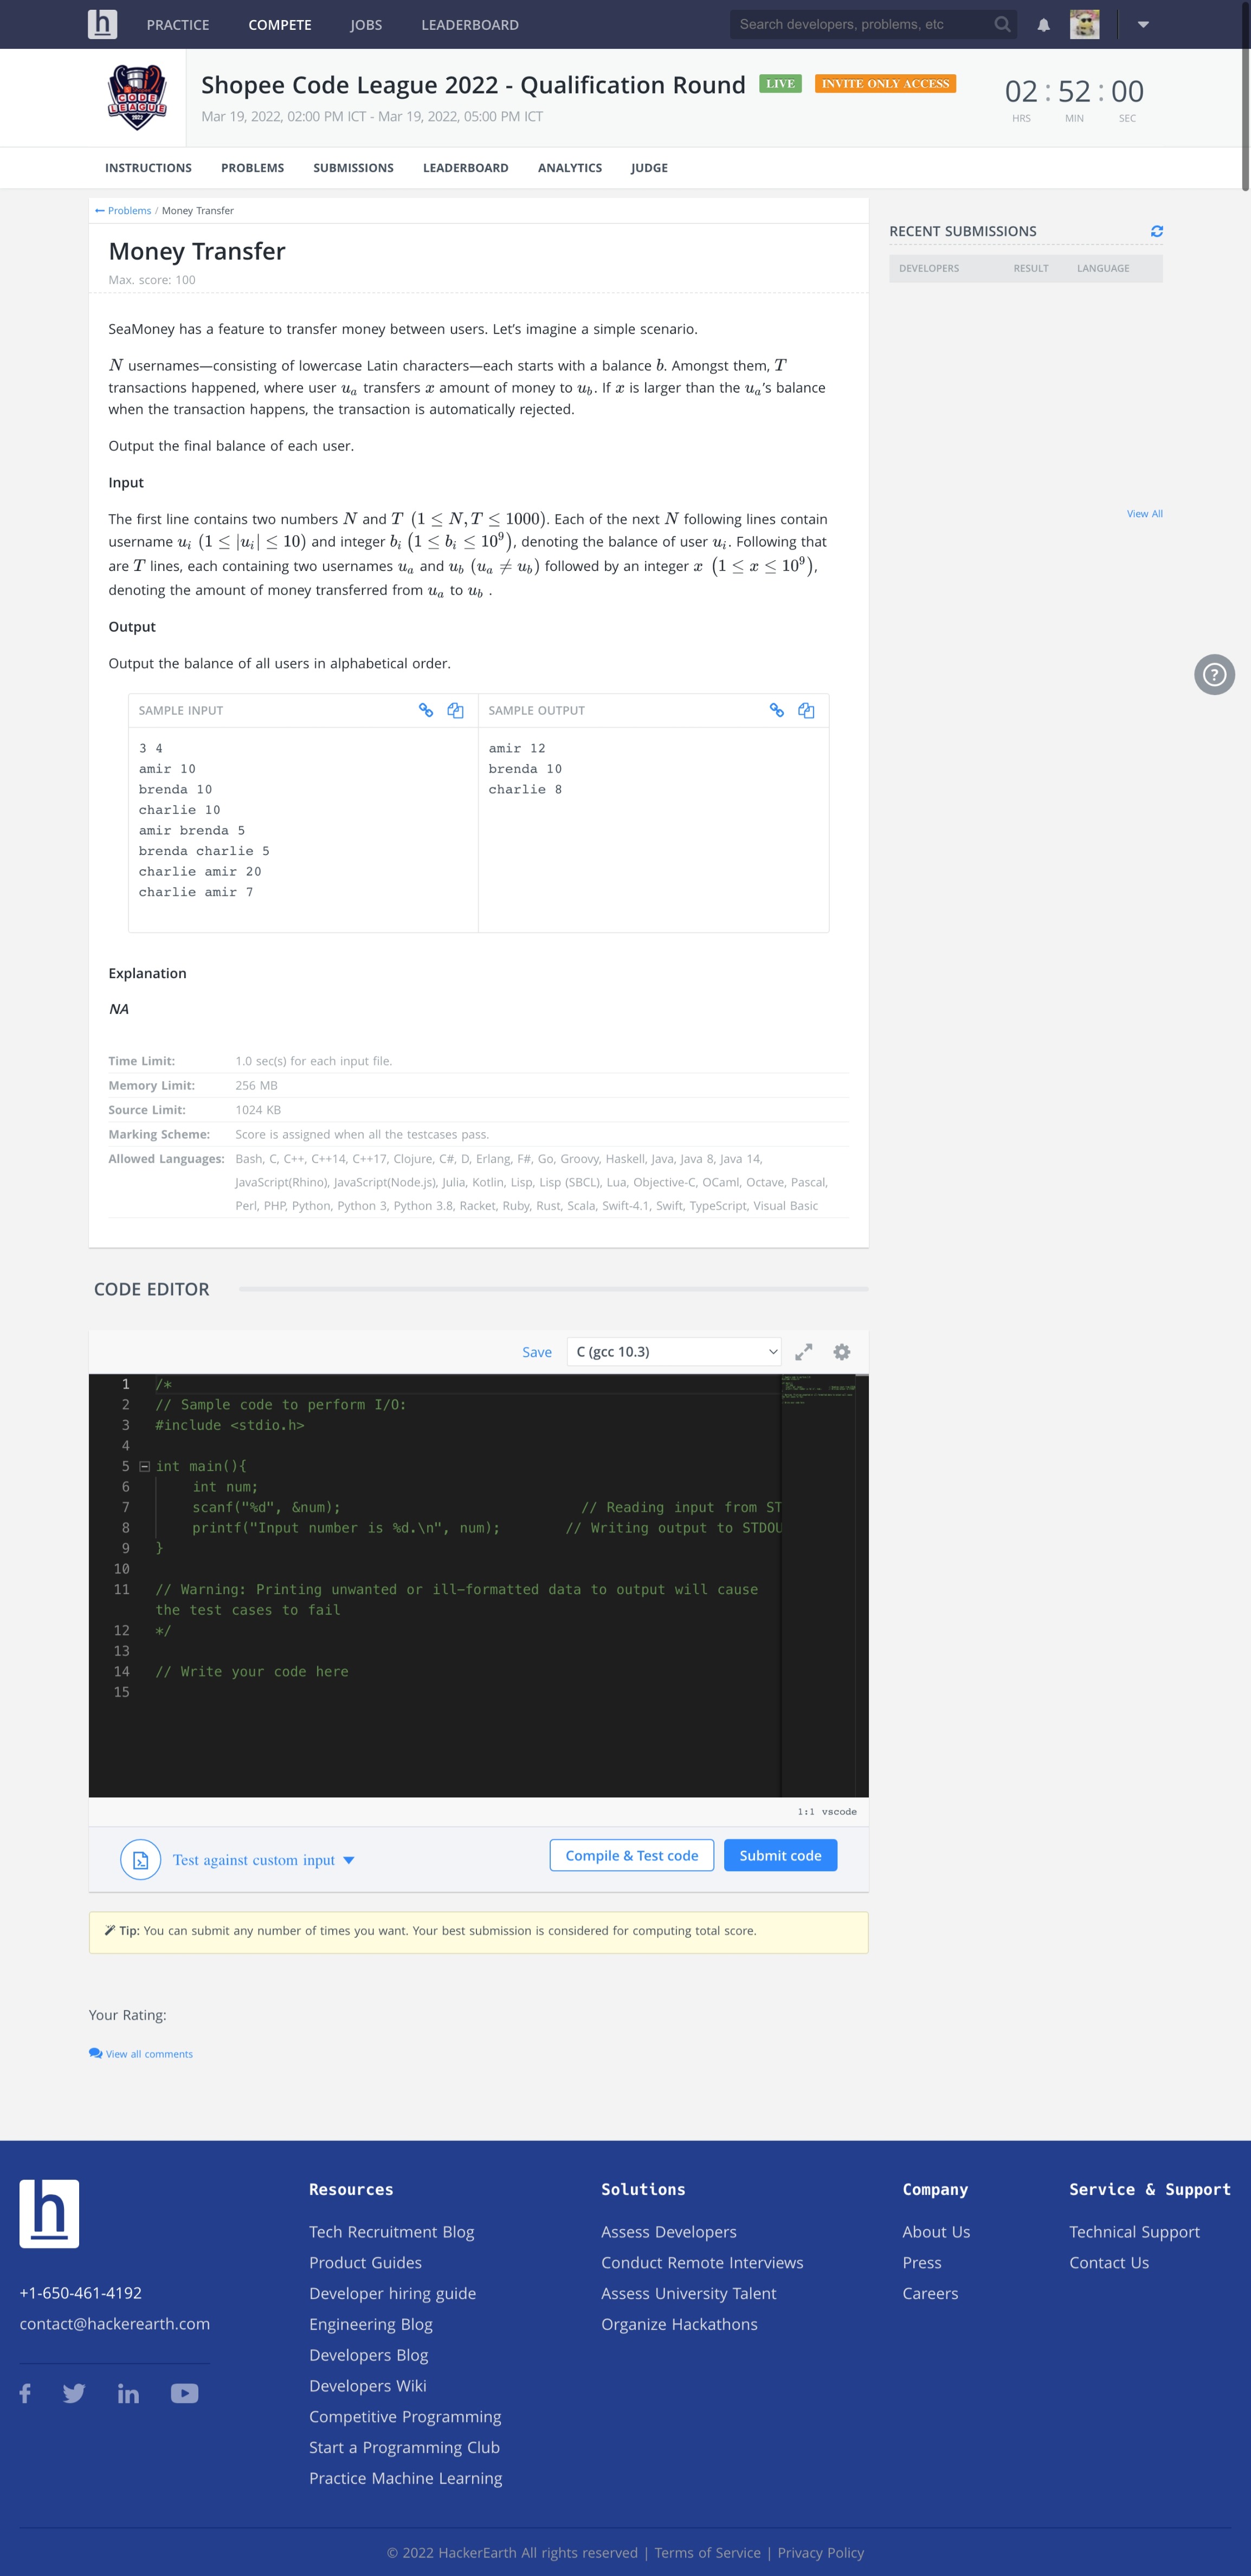 PRACTICE COMPETE JOBS LEADERBOARD Search developers, problems, etc
Shopee Code League 2022 - Qualification Round LIVE INVITE ONLY ACCESS
Mar 19, 2022, 02:00 PM ICT - Mar 19, 2022, 05:00 PM ICT
02 : 52 : 00
HRS MIN SEC
INSTRUCTIONS PROBLEMS SUBMISSIONS LEADERBOARD ANALYTICS JUDGE
← Problems / Money Transfer
Money Transfer
Max. score: 100
SeaMoney has a feature to transfer money between users. Let’s imagine a simple scenario.
N usernames—consisting of lowercase Latin characters—each starts with a balance b. Amongst them, T
transactions happened, where user u_a transfers x amount of money to u_b. If x is larger than the u_a’s balance
when the transaction happens, the transaction is automatically rejected.
Output the final balance of each user.
Input
The first line contains two numbers N and T (1 ≤ N, T ≤ 1000). Each of the next N following lines contain
username u_i (1 ≤ |u_i| ≤ 10) and integer b_i (1 ≤ b_i ≤ 10^9), denoting the balance of user u_i. Following that
are T lines, each containing two usernames u_a and u_b (u_a ≠ u_b) followed by an integer x (1 ≤ x ≤ 10^9),
denoting the amount of money transferred from u_a to u_b .
Output
Output the balance of all users in alphabetical order.
SAMPLE INPUT
3 4
amir 10
brenda 10
charlie 10
amir brenda 5
brenda charlie 5
charlie amir 20
charlie amir 7
SAMPLE OUTPUT
amir 12
brenda 10
charlie 8
Explanation
NA
Time Limit: 1.0 sec(s) for each input file.
Memory Limit: 256 MB
Source Limit: 1024 KB
Marking Scheme: Score is assigned when all the testcases pass.
Allowed Languages: Bash, C, C++, C++14, C++17, Clojure, C#, D, Erlang, F#, Go, Groovy, Haskell, Java, Java 8, Java 14,
JavaScript(Rhino), JavaScript(Node.js), Julia, Kotlin, Lisp, Lisp (SBCL), Lua, Objective-C, OCaml, Octave, Pascal,
Perl, PHP, Python, Python 3, Python 3.8, Racket, Ruby, Rust, Scala, Swift-4.1, Swift, TypeScript, Visual Basic
RECENT SUBMISSIONS
DEVELOPERS RESULT LANGUAGE
View All
?
CODE EDITOR
Save C (gcc 10.3)
1 /*
2 // Sample code to perform I/O:
3 #include <stdio.h>
4
5 int main(){
6 int num;
7 scanf("%d", &num); // Reading input from ST
8 printf("Input number is %d.\n", num); // Writing output to STDOU
9 }
10
11 // Warning: Printing unwanted or ill-formatted data to output will cause
the test cases to fail
12 */
13
14 // Write your code here
15
1:1 vscode
Test against custom input Compile & Test code Submit code
Tip: You can submit any number of times you want. Your best submission is considered for computing total score.
Your Rating:
View all comments
h
+1-650-461-4192
contact@hackerearth.com
Resources
Tech Recruitment Blog
Product Guides
Developer hiring guide
Engineering Blog
Developers Blog
Developers Wiki
Competitive Programming
Start a Programming Club
Practice Machine Learning
Solutions
Assess Developers
Conduct Remote Interviews
Assess University Talent
Organize Hackathons
Company
About Us
Press
Careers
Service & Support
Technical Support
Contact Us
© 2022 HackerEarth All rights reserved | Terms of Service | Privacy Policy